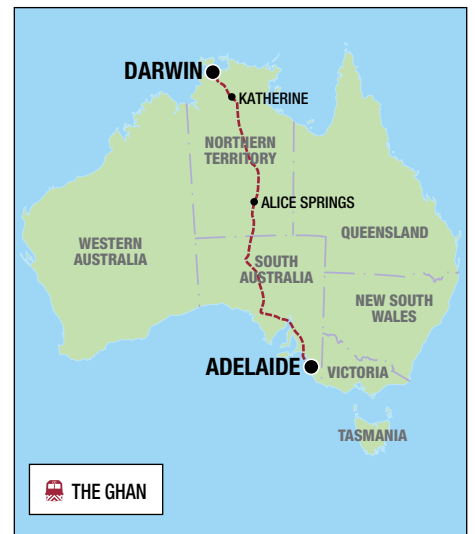 DARWIN
KATHERINE
NORTHERN
TERRITORY
ALICE SPRINGS
WESTERN
AUSTRALIA
QUEENSLAND
SOUTH
AUSTRALIA
NEW SOUTH
WALES
ADELAIDE
VICTORIA
TASMANIA
THE GHAN